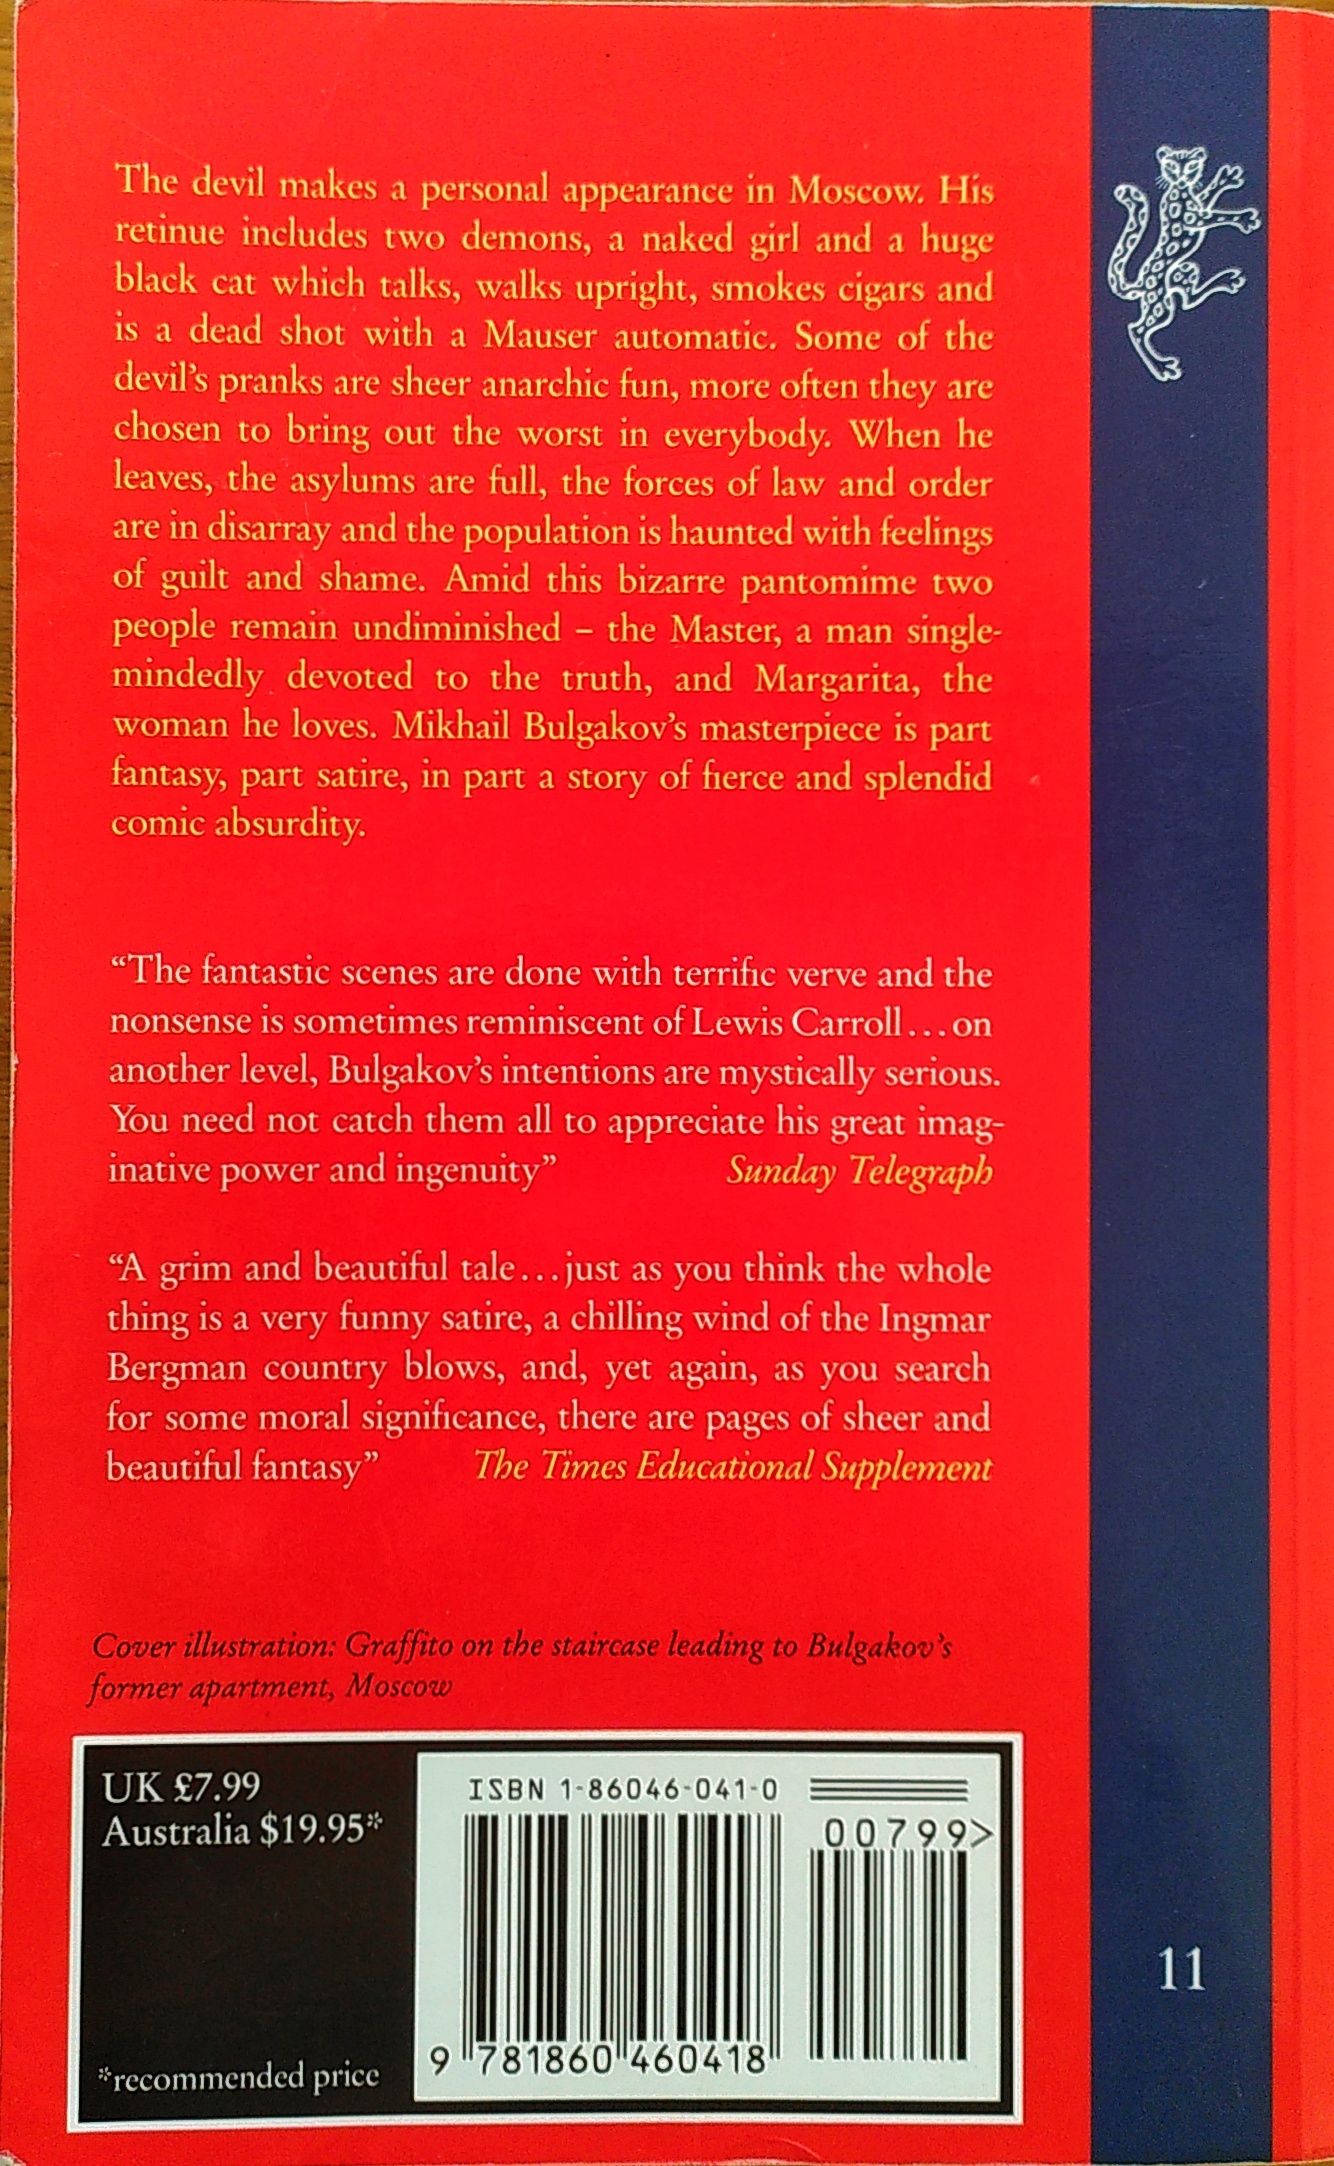 The devil makes a personal appearance in Moscow. His
retinue includes two demons, a naked girl and a huge
black cat which talks, walks upright, smokes cigars and
is a dead shot with a Mauser automatic. Some of the
devil’s pranks are sheer anarchic fun, more often they are
chosen to bring out the worst in everybody. When he
leaves, the asylums are full, the forces of law and order
are in disarray and the population is haunted with feelings
of guilt and shame. Amid this bizarre pantomime two
people remain undiminished – the Master, a man single-
mindedly devoted to the truth, and Margarita, the
woman he loves. Mikhail Bulgakov’s masterpiece is part
fantasy, part satire, in part a story of fierce and splendid
comic absurdity.
“The fantastic scenes are done with terrific verve and the
nonsense is sometimes reminiscent of Lewis Carroll...on
another level, Bulgakov’s intentions are mystically serious.
You need not catch them all to appreciate his great imag-
inative power and ingenuity” Sunday Telegraph
“A grim and beautiful tale...just as you think the whole
thing is a very funny satire, a chilling wind of the Ingmar
Bergman country blows, and, yet again, as you search
for some moral significance, there are pages of sheer and
beautiful fantasy” The Times Educational Supplement
Cover illustration: Graffito on the staircase leading to Bulgakov’s
former apartment, Moscow
UK £7.99
Australia $19.95*
*recommended price
ISBN 1-86046-041-0
00799>
9 781860 460418
11